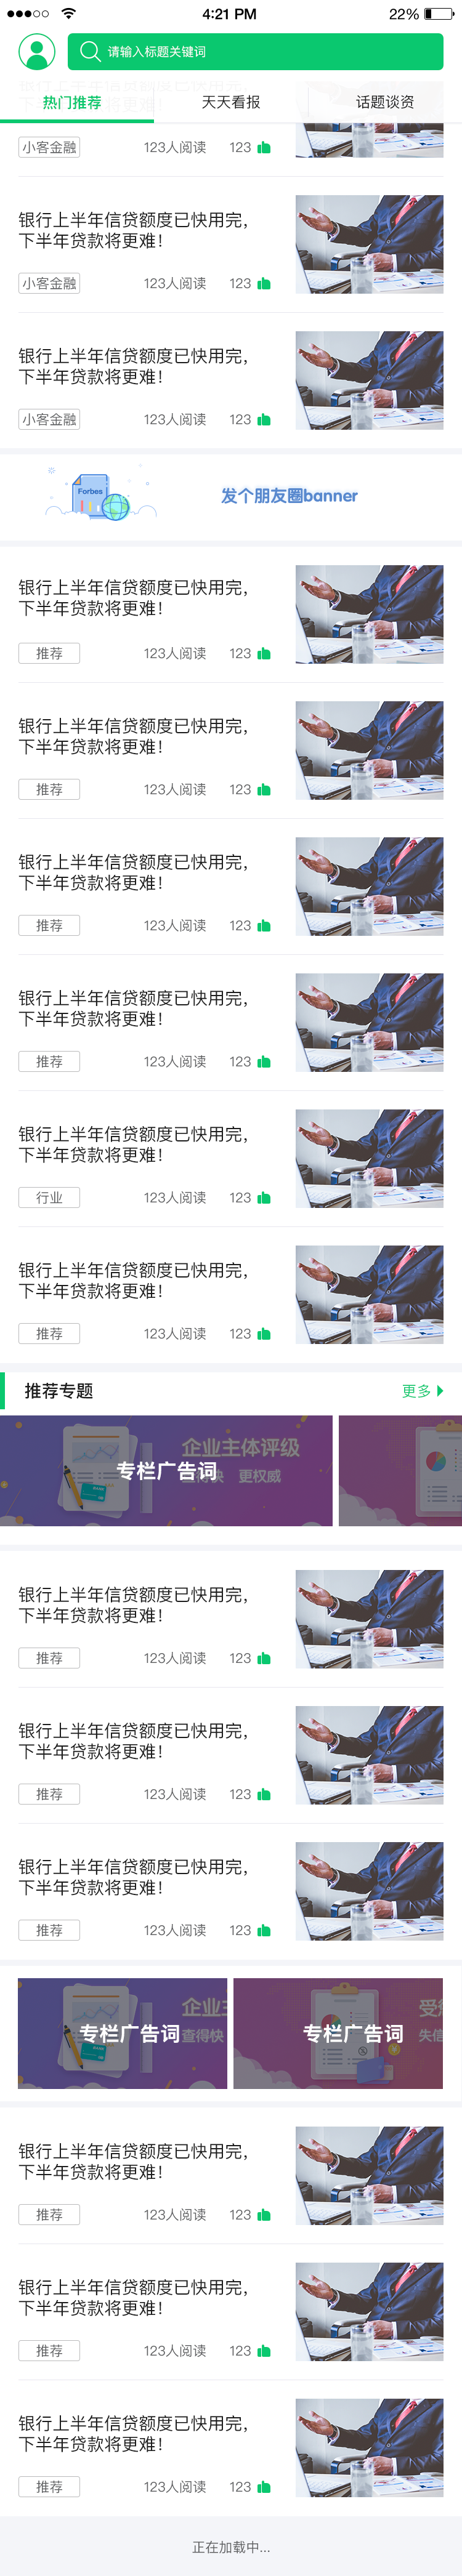 4:21 PM
22%
请输入标题关键词
热门推荐
天天看报
话题谈资
小客金融
123人阅读
123
银行上半年信贷额度已快用完，
下半年贷款将更难！
小客金融
123人阅读
123
银行上半年信贷额度已快用完，
下半年贷款将更难！
小客金融
123人阅读
123
Forbes
发个朋友圈banner
银行上半年信贷额度已快用完，
下半年贷款将更难！
推荐
123人阅读
123
银行上半年信贷额度已快用完，
下半年贷款将更难！
推荐
123人阅读
123
银行上半年信贷额度已快用完，
下半年贷款将更难！
推荐
123人阅读
123
银行上半年信贷额度已快用完，
下半年贷款将更难！
推荐
123人阅读
123
银行上半年信贷额度已快用完，
下半年贷款将更难！
行业
123人阅读
123
银行上半年信贷额度已快用完，
下半年贷款将更难！
推荐
123人阅读
123
推荐专题
更多
企业主体评级
专栏广告词
更权威
银行上半年信贷额度已快用完，
下半年贷款将更难！
推荐
123人阅读
123
银行上半年信贷额度已快用完，
下半年贷款将更难！
推荐
123人阅读
123
银行上半年信贷额度已快用完，
下半年贷款将更难！
推荐
123人阅读
123
专栏广告词
查得快
专栏广告词
失信
银行上半年信贷额度已快用完，
下半年贷款将更难！
推荐
123人阅读
123
银行上半年信贷额度已快用完，
下半年贷款将更难！
推荐
123人阅读
123
银行上半年信贷额度已快用完，
下半年贷款将更难！
推荐
123人阅读
123
正在加载中...